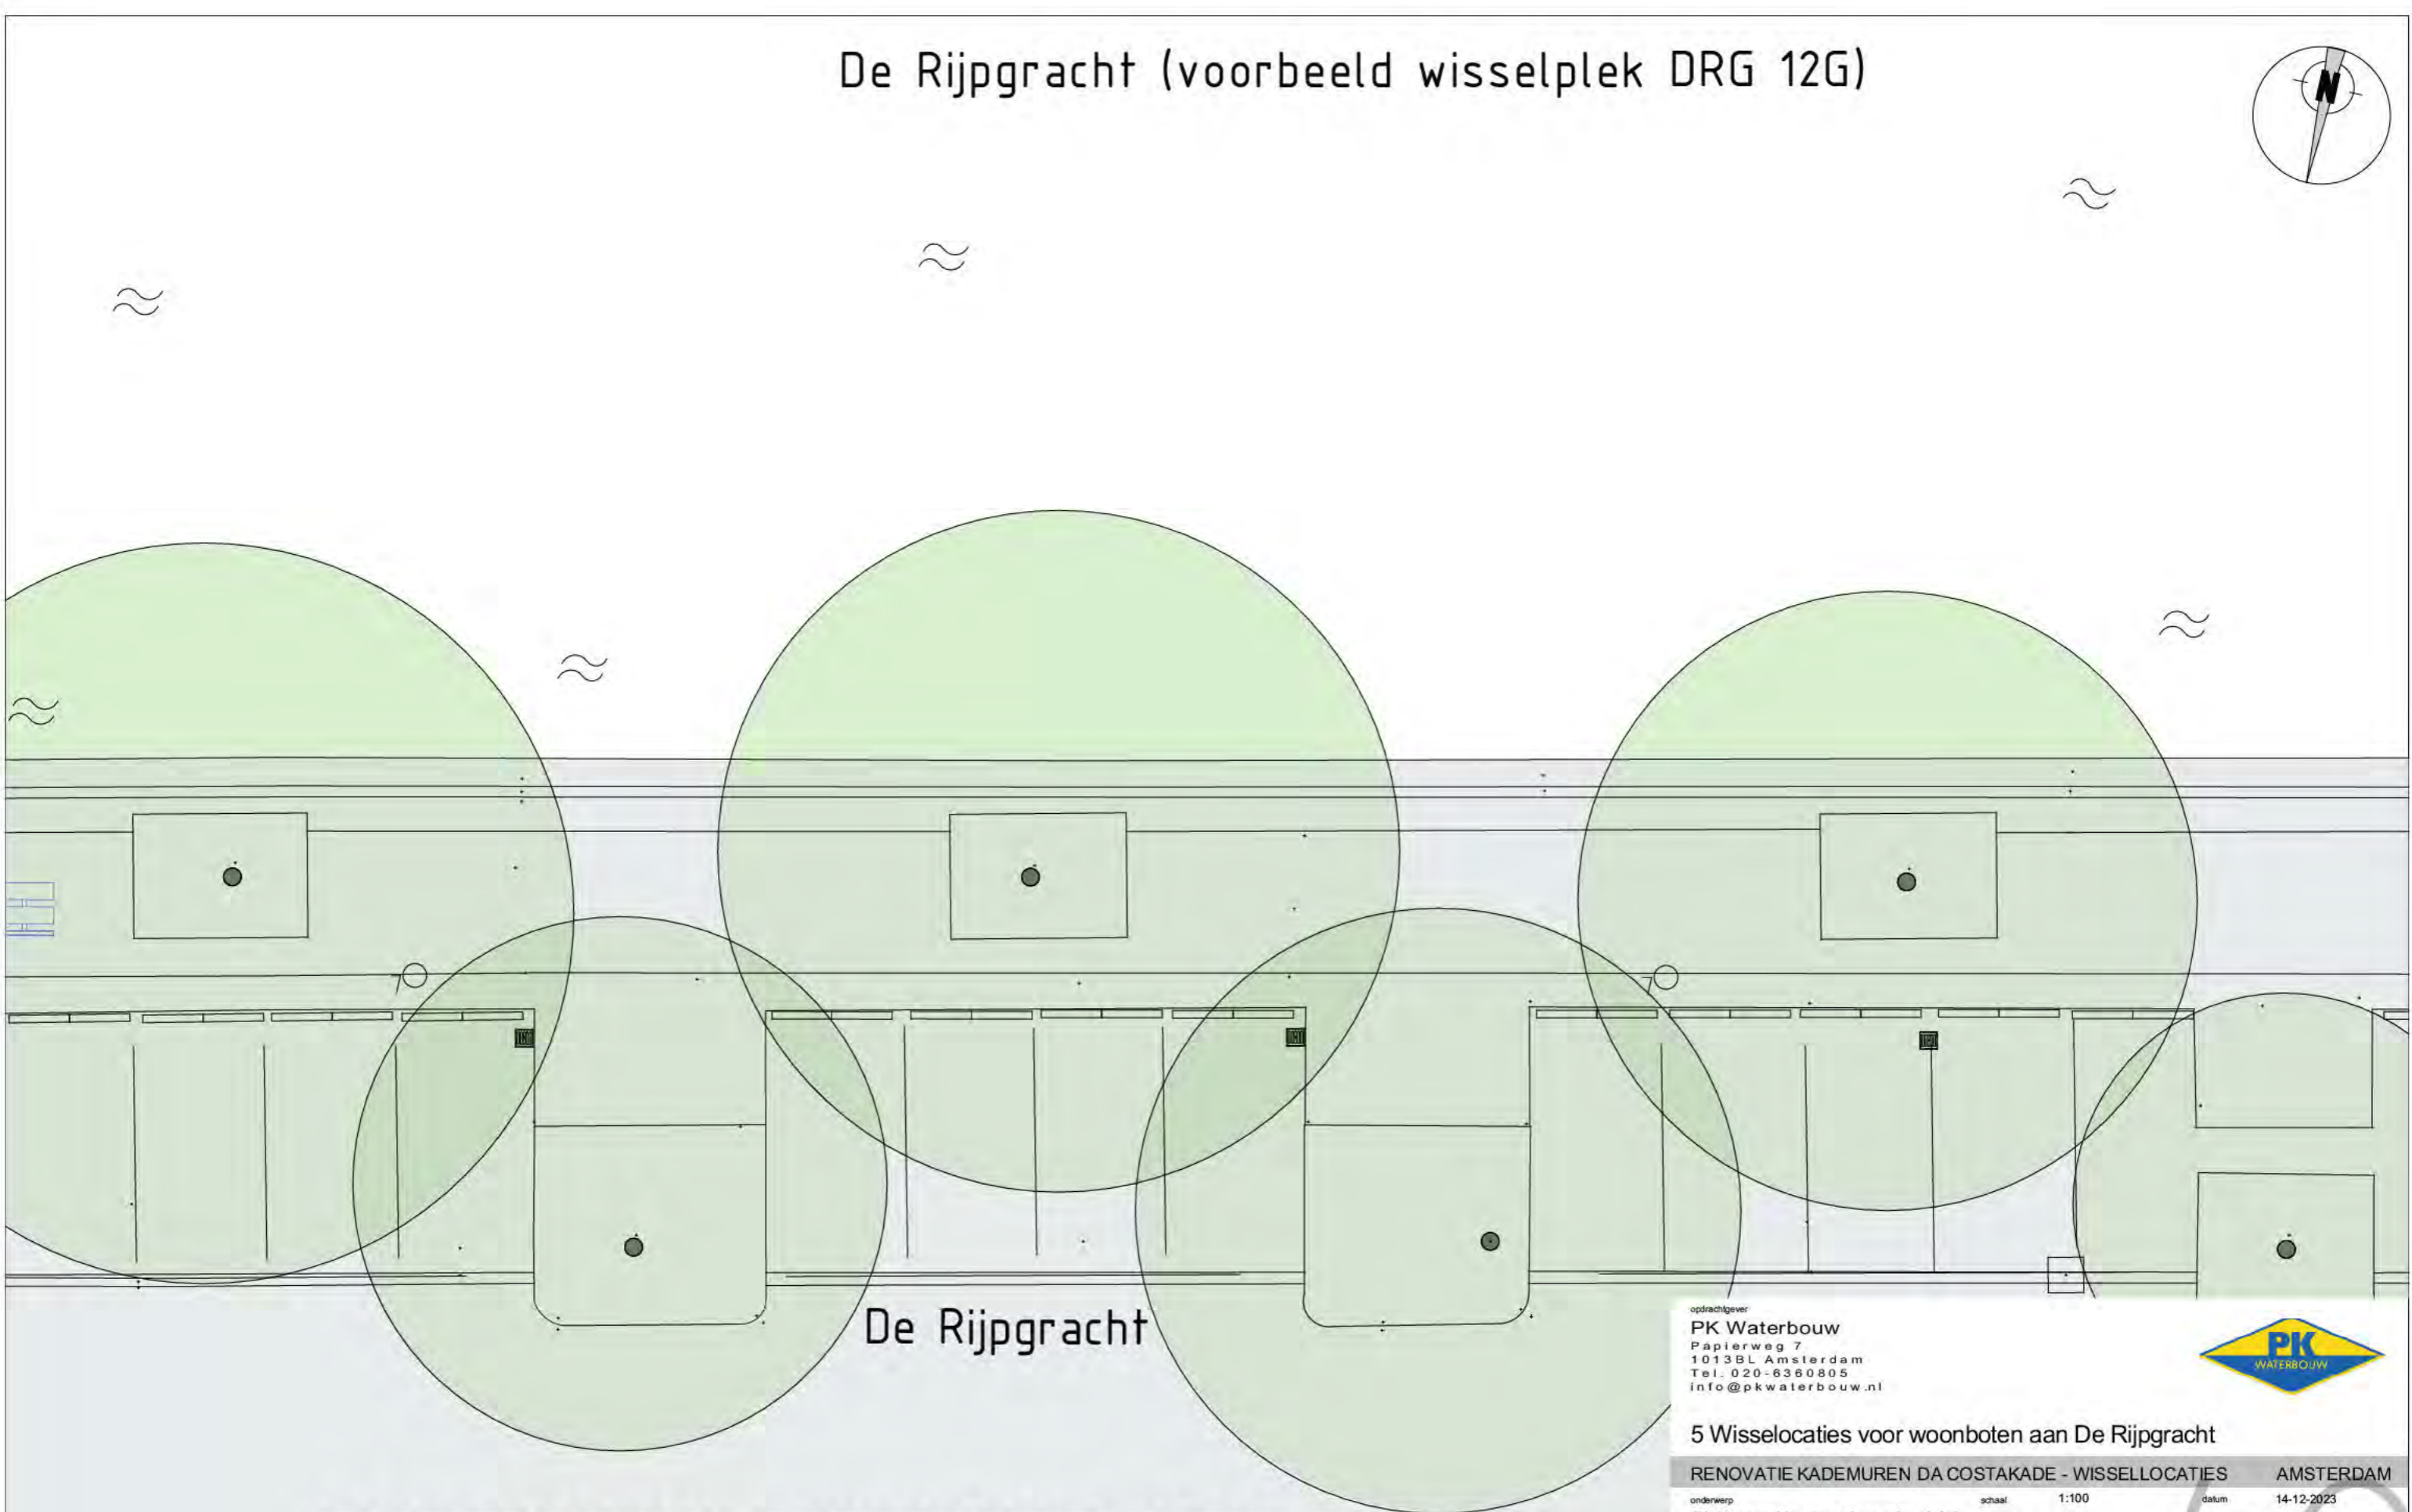 De Rijpgracht (voorbeeld wisselplek DRG 12G)
N
De Rijpgracht
opdrachtgever
PK Waterbouw
Papierweg 7
1013BL Amsterdam
Tel. 020-6360805
info@pkwaterbouw.nl
PK
WATERBOUW
5 Wisselocaties voor woonboten aan De Rijpgracht
RENOVATIE KADEMUREN DA COSTAKADE - WISSELLOCATIES AMSTERDAM
onderwerp schaal 1:100 datum 14-12-2023